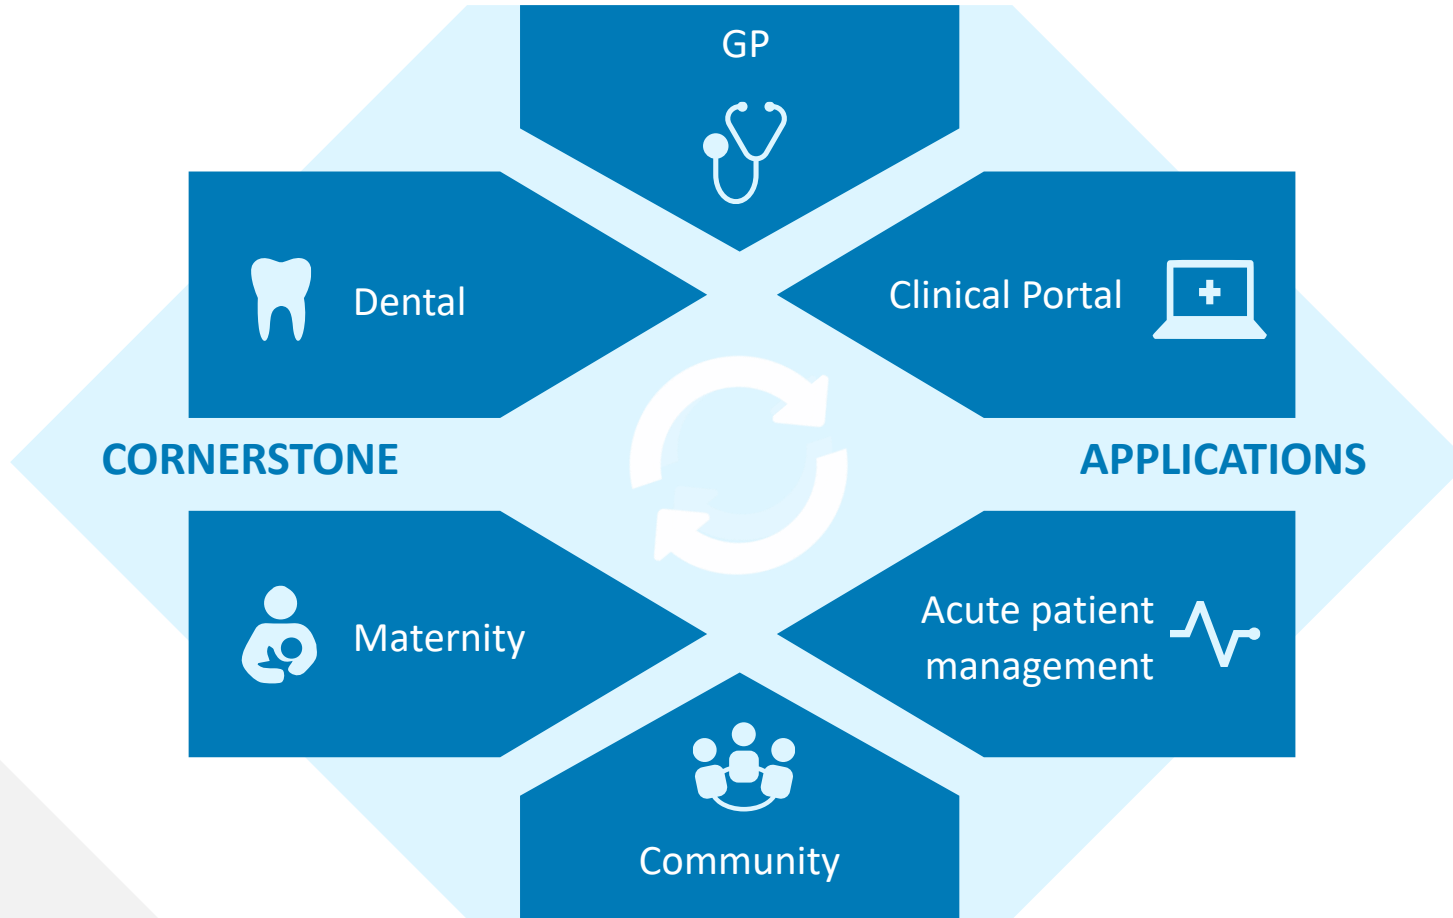 GP
Dental
Clinical Portal
CORNERSTONE
APPLICATIONS
Maternity
Acute patient
management
Community